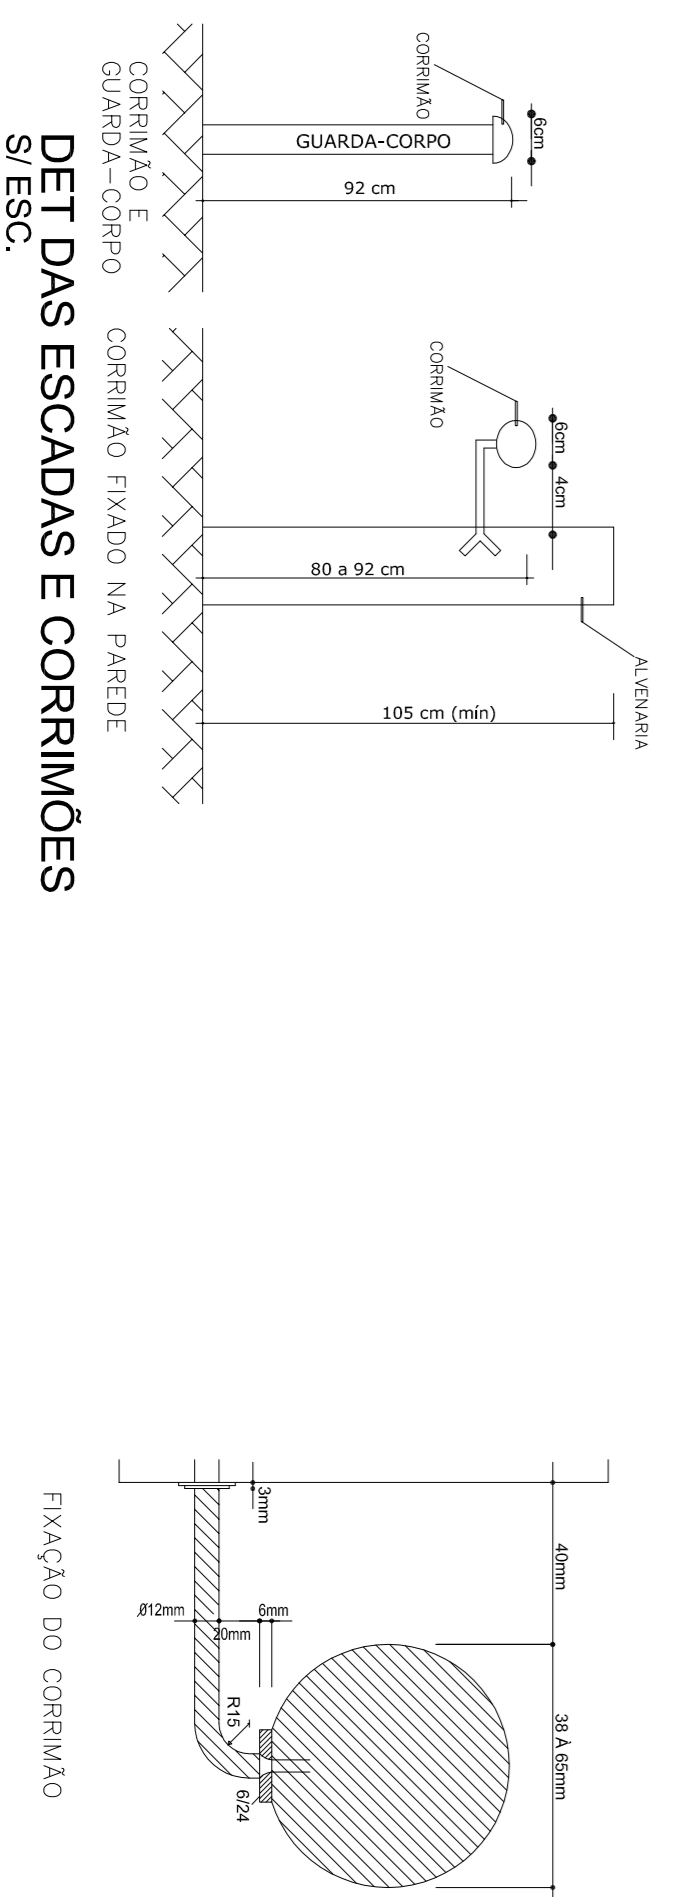 CORRIMÃO
6cm
GUARDA-CORPO
92 cm
CORRIMÃO E
GUARDA-CORPO
CORRIMÃO
6cm
4cm
80 a 92 cm
ALVENARIA
105 cm (mín)
CORRIMÃO FIXADO NA PAREDE
DET DAS ESCADAS E CORRIMÕES
S/ ESC.
3mm
40mm
Ø12mm
20mm
6mm
R15
6/24
38 À 65mm
FIXAÇÃO DO CORRIMÃO